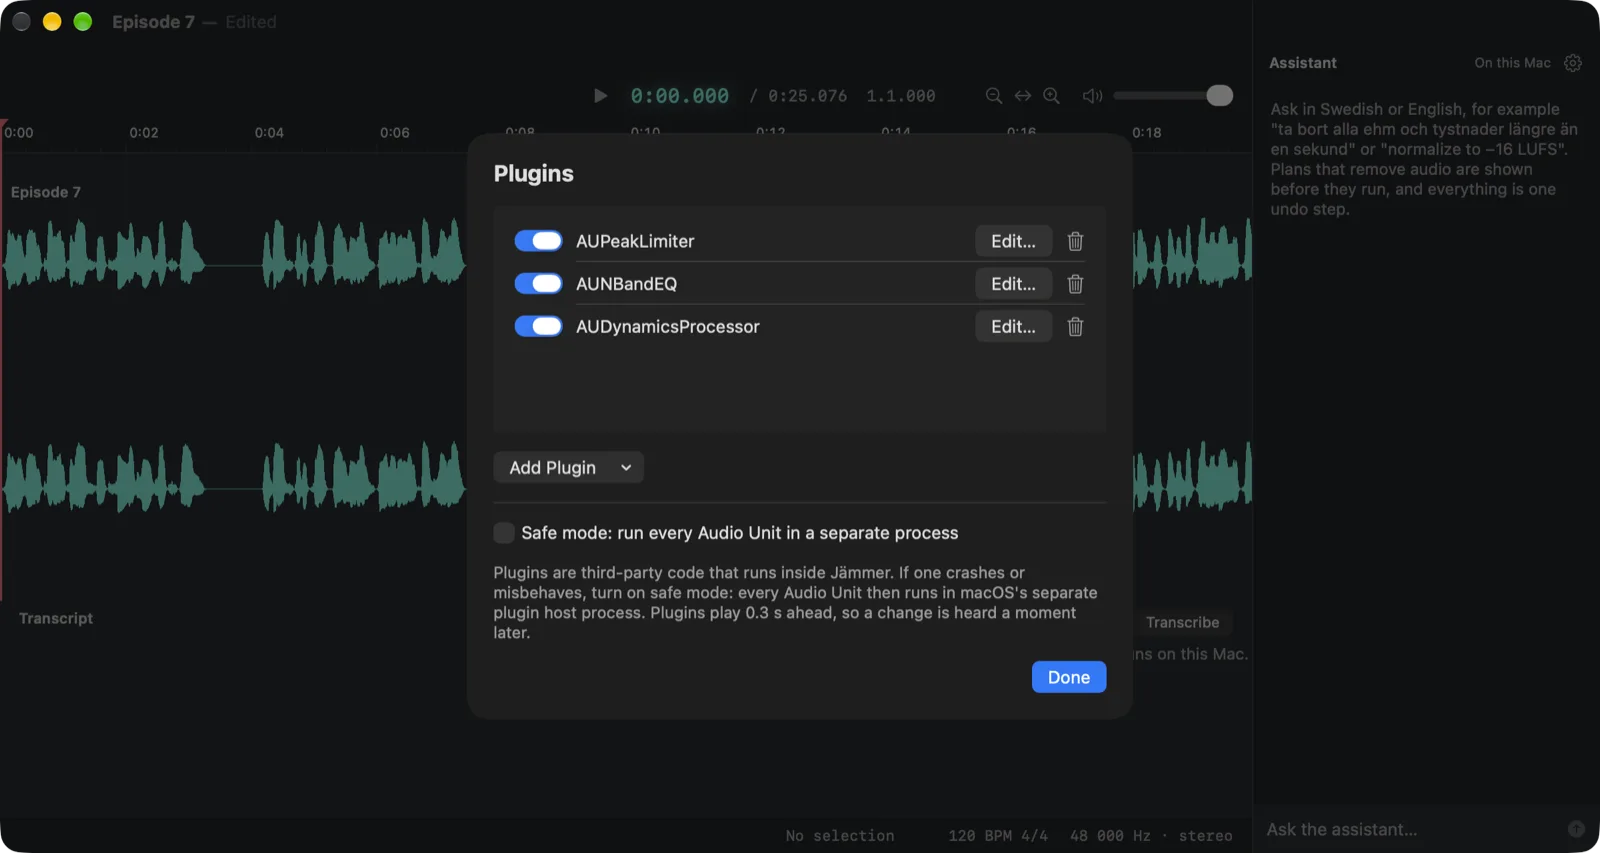 Episode 7 — Edited
Assistant
On this Mac
0:00.000 / 0:25.076 1.1.000
Ask in Swedish or English, for example
"ta bort alla ehm och tystnader längre än
en sekund" or "normalize to −16 LUFS".
Plans that remove audio are shown
before they run, and everything is one
undo step.
0:00 0:02 0:04 0:06 0:08 0:10 0:12 0:14 0:16 0:18
Episode 7
Plugins
AUPeakLimiter Edit...
AUNBandEQ Edit...
AUDynamicsProcessor Edit...
Add Plugin
Safe mode: run every Audio Unit in a separate process
Plugins are third-party code that runs inside Jämmer. If one crashes or
misbehaves, turn on safe mode: every Audio Unit then runs in macOS's separate
plugin host process. Plugins play 0.3 s ahead, so a change is heard a moment
later.
Done
Transcript
Transcribe
ns on this Mac.
No selection 120 BPM 4/4 48 000 Hz · stereo
Ask the assistant...